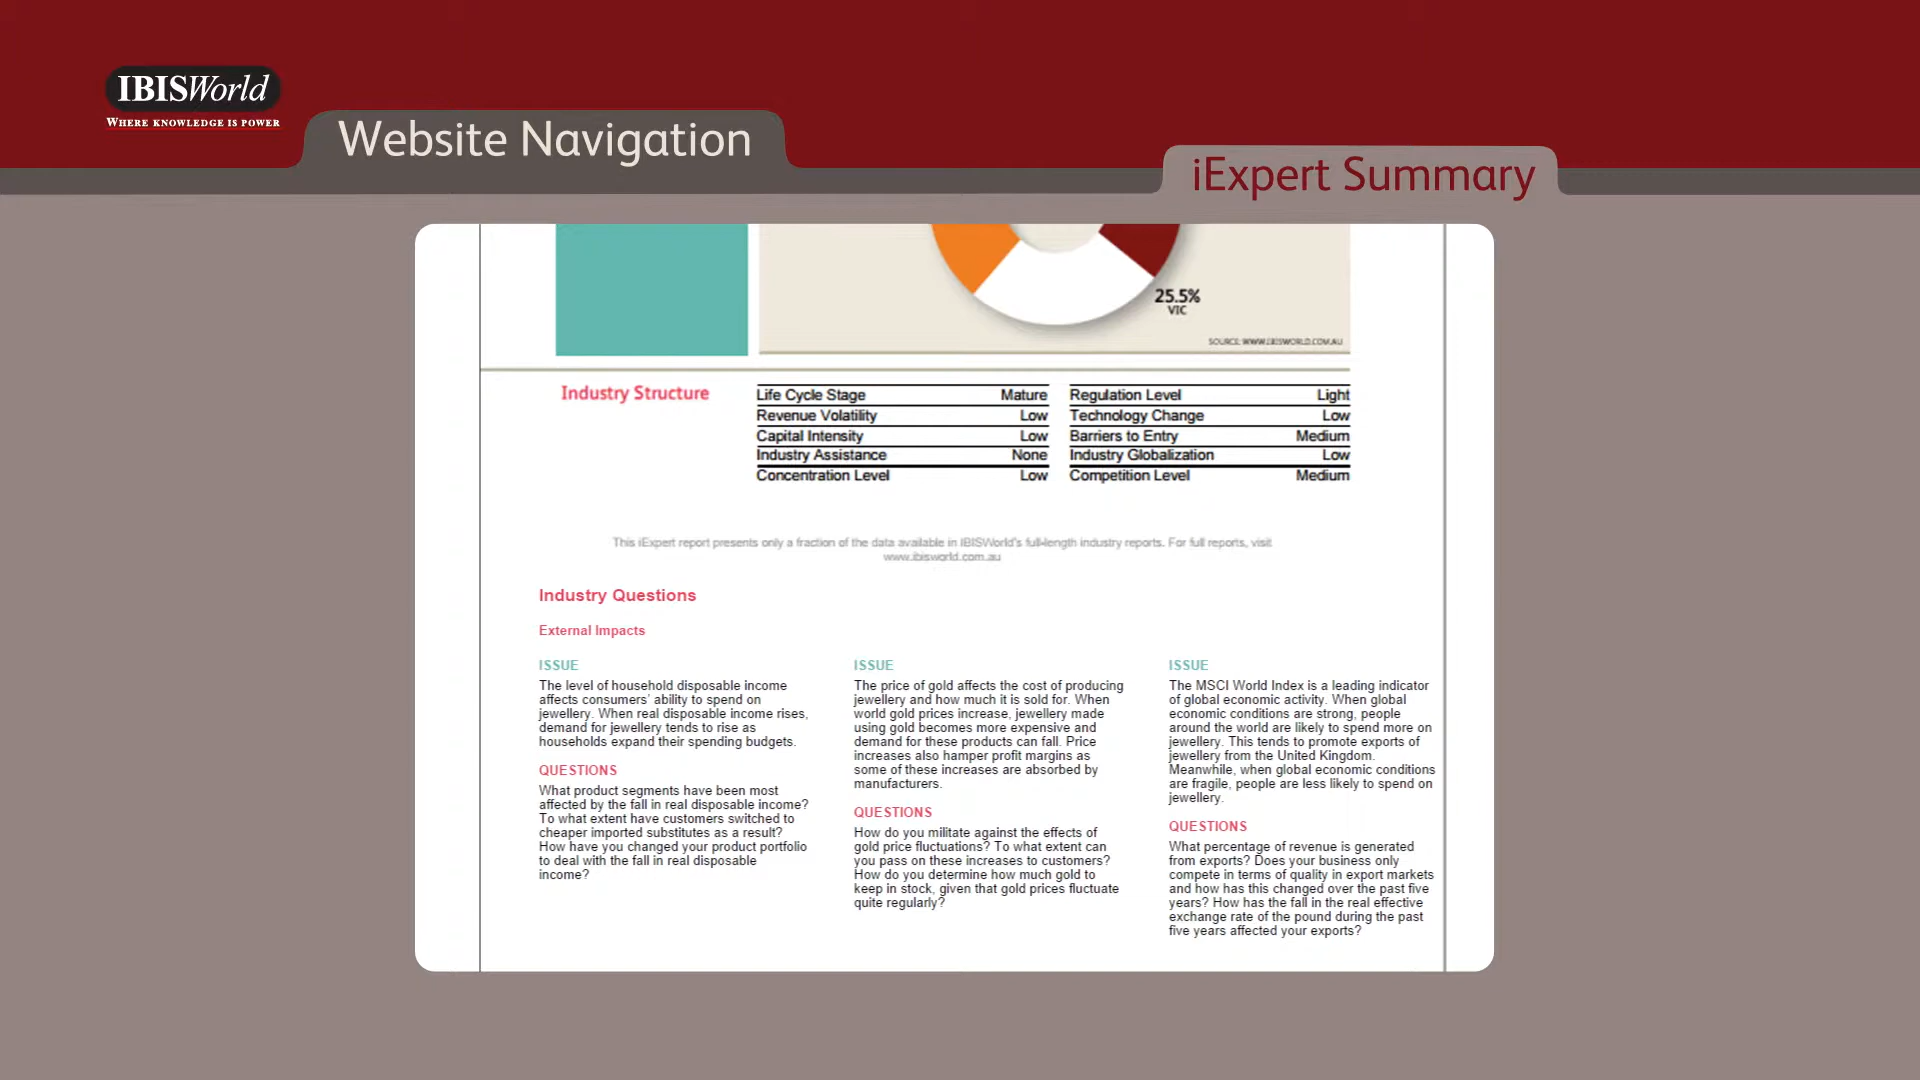 IBISWorld
WHERE KNOWLEDGE IS POWER
Website Navigation
iExpert Summary
25.5%
VIC
SOURCE: WWW.IBISWORLD.COM.AU
Industry Structure
Life Cycle Stage Mature
Revenue Volatility Low
Capital Intensity Low
Industry Assistance None
Concentration Level Low
Regulation Level Light
Technology Change Low
Barriers to Entry Medium
Industry Globalization Low
Competition Level Medium
This iExpert report presents only a fraction of the data available in IBISWorld's full-length industry reports. For full reports, visit
www.ibisworld.com.au
Industry Questions
External Impacts
ISSUE
The level of household disposable income
affects consumers' ability to spend on
jewellery. When real disposable income rises,
demand for jewellery tends to rise as
households expand their spending budgets.
QUESTIONS
What product segments have been most
affected by the fall in real disposable income?
To what extent have customers switched to
cheaper imported substitutes as a result?
How have you changed your product portfolio
to deal with the fall in real disposable
income?
ISSUE
The price of gold affects the cost of producing
jewellery and how much it is sold for. When
world gold prices increase, jewellery made
using gold becomes more expensive and
demand for these products can fall. Price
increases also hamper profit margins as
some of these increases are absorbed by
manufacturers.
QUESTIONS
How do you militate against the effects of
gold price fluctuations? To what extent can
you pass on these increases to customers?
How do you determine how much gold to
keep in stock, given that gold prices fluctuate
quite regularly?
ISSUE
The MSCI World Index is a leading indicator
of global economic activity. When global
economic conditions are strong, people
around the world are likely to spend more on
jewellery. This tends to promote exports of
jewellery from the United Kingdom.
Meanwhile, when global economic conditions
are fragile, people are less likely to spend on
jewellery.
QUESTIONS
What percentage of revenue is generated
from exports? Does your business only
compete in terms of quality in export markets
and how has this changed over the past five
years? How has the fall in the real effective
exchange rate of the pound during the past
five years affected your exports?